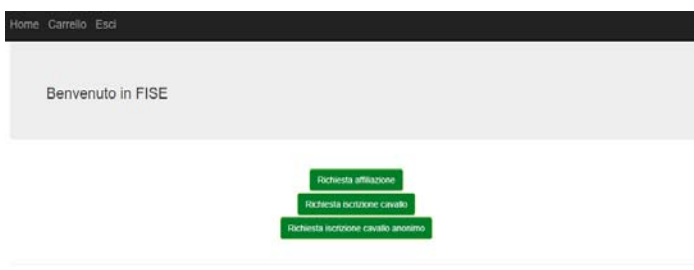 Home Carrello Esci
Benvenuto in FISE
Richiesta affiliazione
Richiesta iscrizione cavallo
Richiesta iscrizione cavallo anonimo